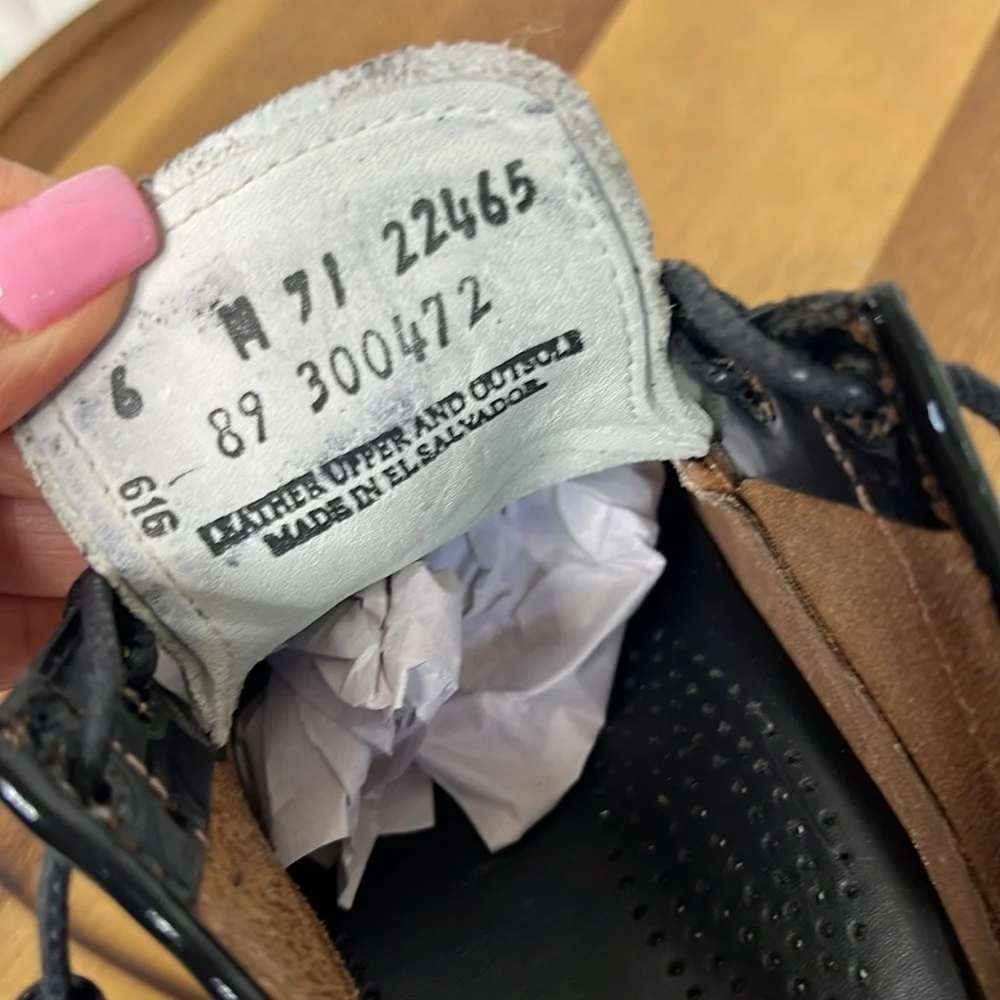 6 M 71 22465
89 300472
616
LEATHER UPPER AND OUTSOLE
MADE IN EL SALVADOR